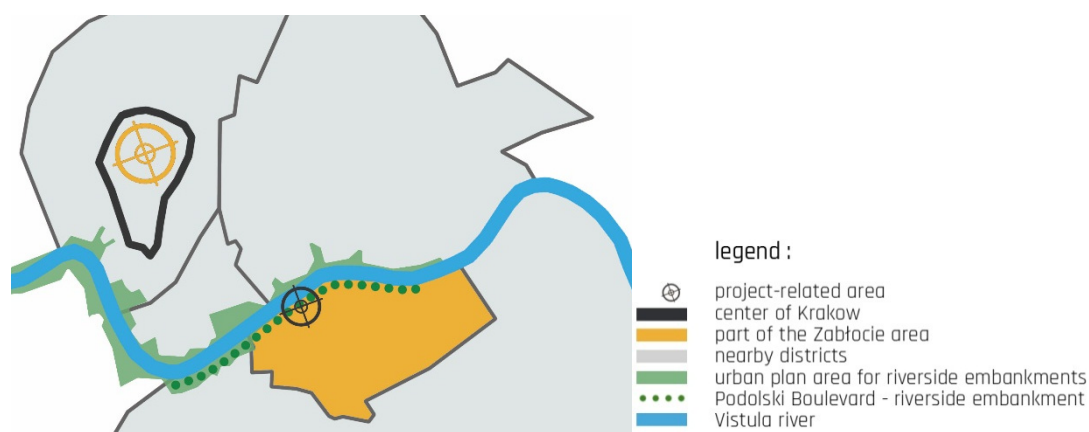 legend :
project-related area
center of Krakow
part of the Zabłocie area
nearby districts
urban plan area for riverside embankments
Podolski Boulevard - riverside embankment
Vistula river